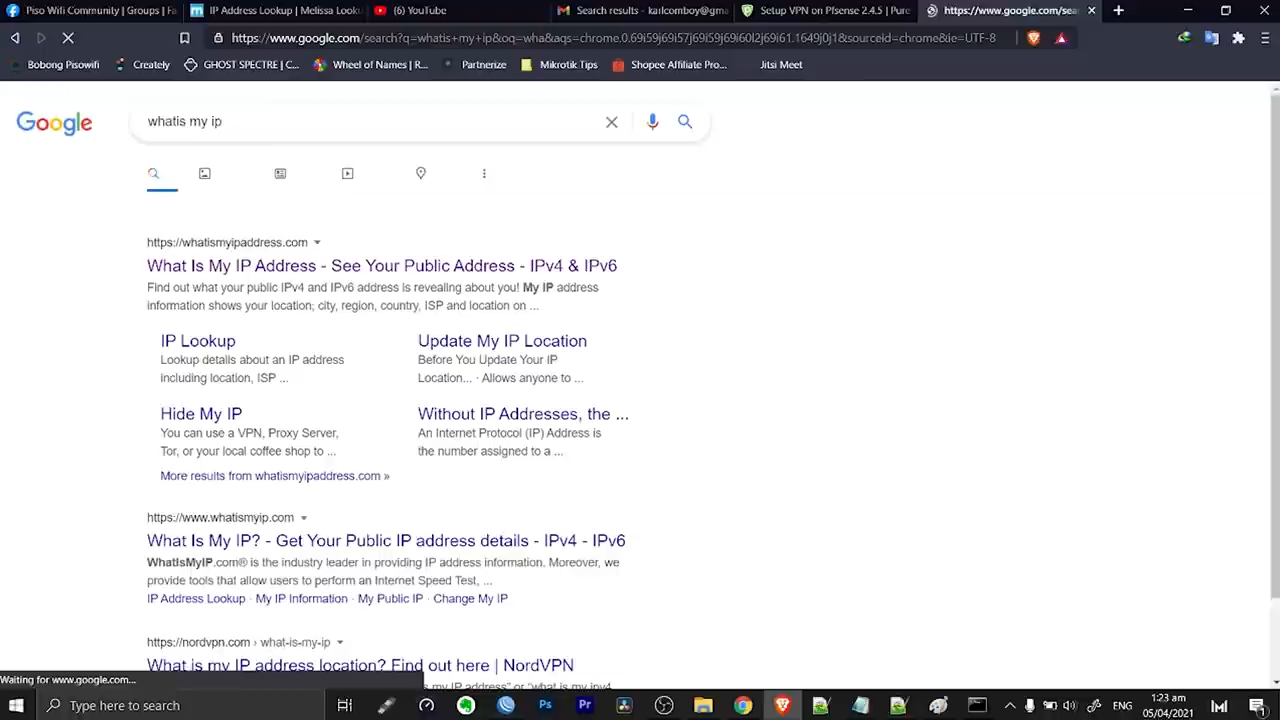 Piso Wifi Community | Groups | Fa
IP Address Lookup | Melissa Look
(6) YouTube
Search results - karlcomboy@gma
Setup VPN on Pfsense 2.4.5 | Pure
https://www.google.com/sea
https://www.google.com/search?q=whatis+my+ip&oq=wha&aqs=chrome.0.69i59j69i57j69i59j69i60l2j69i61.1649j0j1&sourceid=chrome&ie=UTF-8
Bobong Pisowifi
Creately
GHOST SPECTRE | C...
Wheel of Names | R...
Partnerize
Mikrotik Tips
Shopee Affiliate Pro...
Jitsi Meet
Google
whatis my ip
https://whatismyipaddress.com
What Is My IP Address - See Your Public Address - IPv4 & IPv6
Find out what your public IPv4 and IPv6 address is revealing about you! My IP address
information shows your location; city, region, country, ISP and location on ...
IP Lookup
Lookup details about an IP address
including location, ISP ...
Update My IP Location
Before You Update Your IP
Location... · Allows anyone to ...
Hide My IP
You can use a VPN, Proxy Server,
Tor, or your local coffee shop to ...
Without IP Addresses, the ...
An Internet Protocol (IP) Address is
the number assigned to a ...
More results from whatismyipaddress.com »
https://www.whatismyip.com
What Is My IP? - Get Your Public IP address details - IPv4 - IPv6
WhatIsMyIP.com® is the industry leader in providing IP address information. Moreover, we
provide tools that allow users to perform an Internet Speed Test, ...
IP Address Lookup · My IP Information · My Public IP · Change My IP
https://nordvpn.com › what-is-my-ip
What is my IP address location? Find out here | NordVPN
s my IP address" or "what is my ipv4
Waiting for www.google.com...
Type here to search
ENG
1:23 am
05/04/2021